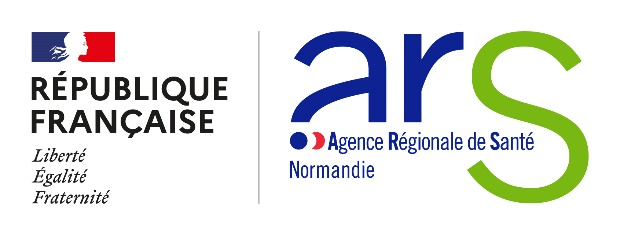 RÉPUBLIQUE
FRANÇAISE
Liberté
Égalité
Fraternité
ars
Agence Régionale de Santé
Normandie